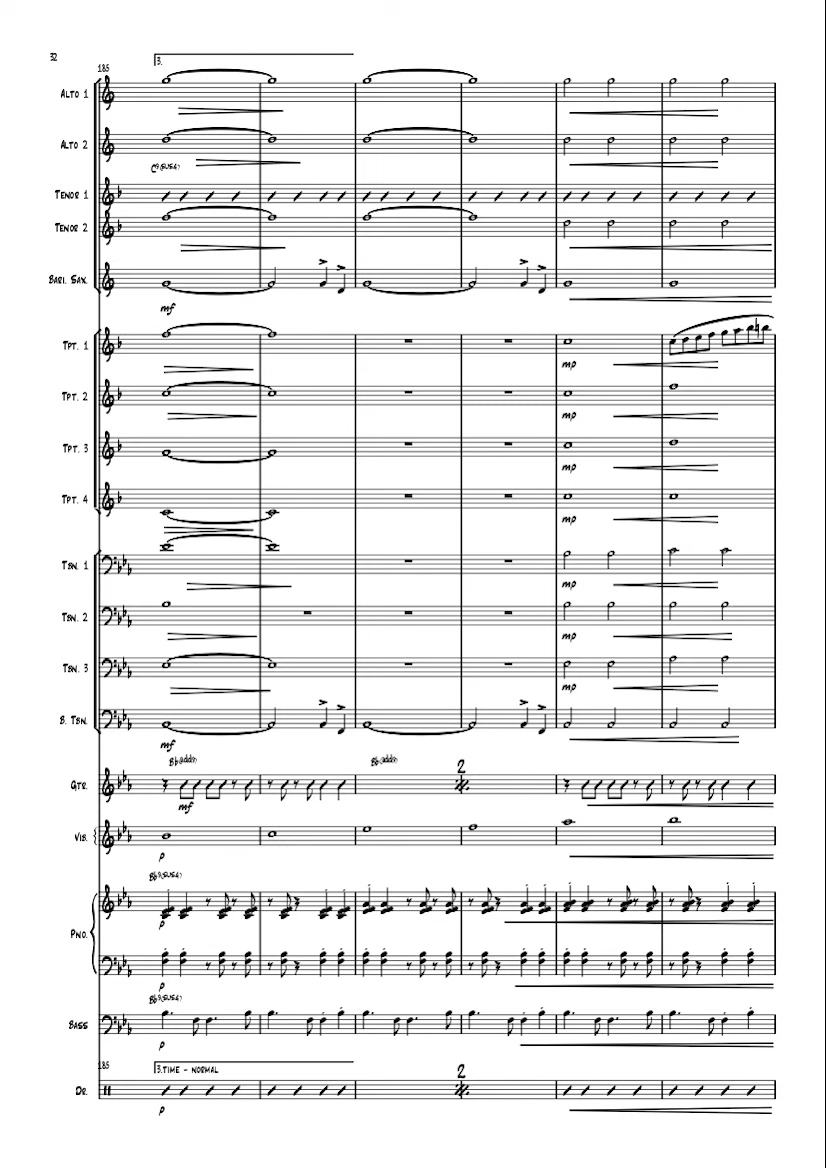 32
3.
185
ALTO 1
ALTO 2
C9(SUS4)
TENOR 1
TENOR 2
BARI. SAX.
mf
TPT. 1
mp
TPT. 2
mp
TPT. 3
mp
TPT. 4
mp
TBN. 1
mp
TBN. 2
mp
TBN. 3
mp
B. TBN.
mf
Bb(add9) Bb(add9)
2
GTR.
mf
VIB.
p
Bb9(SUS4)
p
PNO.
p
Bb9(SUS4)
BASS
p
185
3.TIME - NORMAL
2
DR.
p